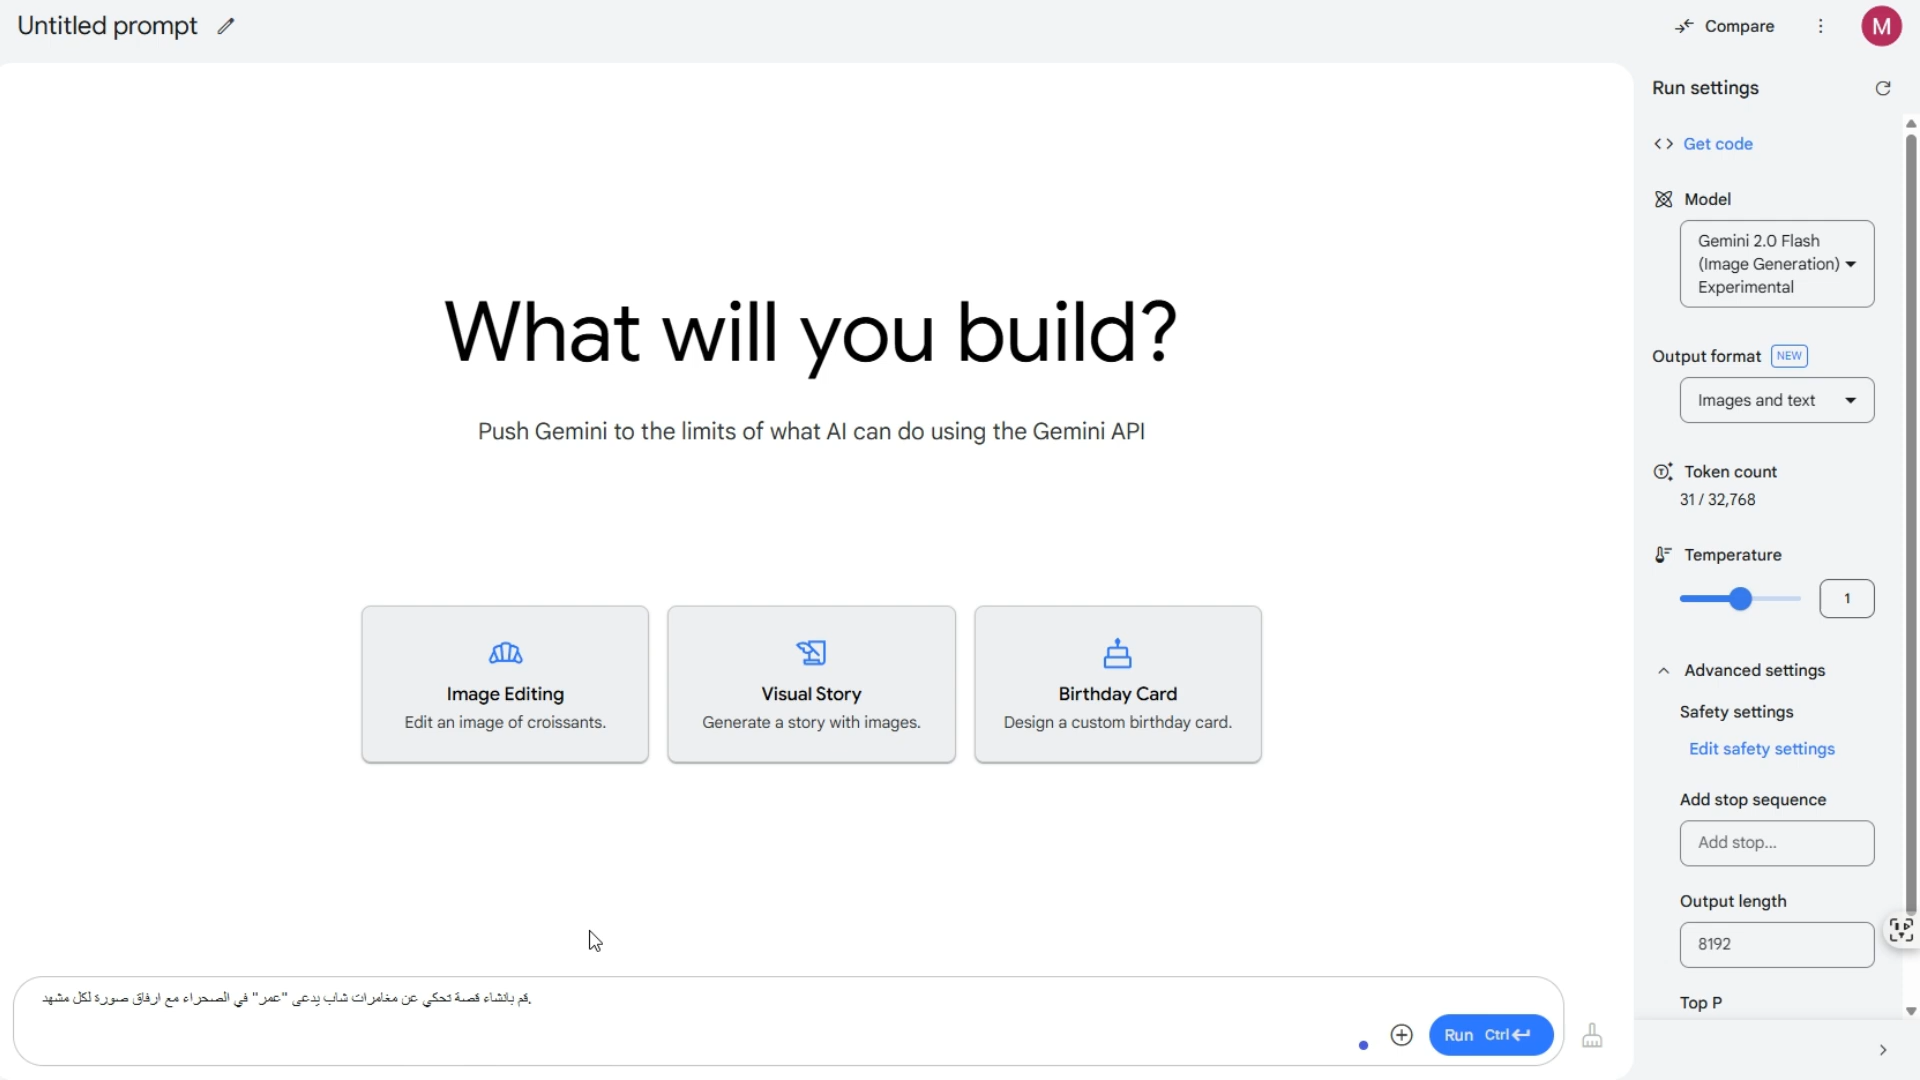 Untitled prompt
Compare
M
Run settings
Get code
Model
Gemini 2.0 Flash
(Image Generation)
Experimental
Output format NEW
Images and text
Token count
31 / 32,768
Temperature
1
Advanced settings
Safety settings
Edit safety settings
Add stop sequence
Add stop...
Output length
8192
Top P
What will you build?
Push Gemini to the limits of what AI can do using the Gemini API
Image Editing
Edit an image of croissants.
Visual Story
Generate a story with images.
Birthday Card
Design a custom birthday card.
قم بانشاء قصة تحكي عن مغامرات شاب يدعى "عمر" في الصحراء مع ارفاق صورة لكل مشهد.
Run Ctrl